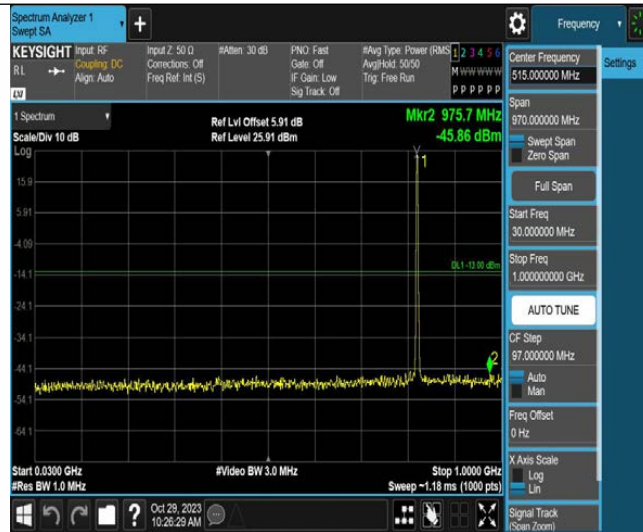 Spectrum Analyzer 1
Swept SA
Frequency
KEYSIGHT
RL
LXI
Input: RF
Coupling: DC
Align: Auto
Input Z: 50 Ω
Corrections: Off
Freq Ref: Int (S)
#Atten: 30 dB
PNO: Fast
Gate: Off
IF Gain: Low
Sig Track: Off
#Avg Type: Power (RMS
Avg|Hold: 50/50
Trig: Free Run
1 2 3 4 5 6
M W W W W W
P P P P P P
1 Spectrum
Scale/Div 10 dB
Ref Lvl Offset 5.91 dB
Ref Level 25.91 dBm
Mkr2 975.7 MHz
-45.86 dBm
Log
15.9
5.91
-4.09
-14.1
-24.1
-34.1
-44.1
-54.1
-64.1
1
DL1 -13.00 dBm
2
Start 0.0300 GHz
#Res BW 1.0 MHz
#Video BW 3.0 MHz
Stop 1.0000 GHz
Sweep ~1.18 ms (1000 pts)
Center Frequency
515.000000 MHz
Span
970.000000 MHz
Swept Span
Zero Span
Full Span
Start Freq
30.000000 MHz
Stop Freq
1.000000000 GHz
AUTO TUNE
CF Step
97.000000 MHz
Auto
Man
Freq Offset
0 Hz
X Axis Scale
Log
Lin
Signal Track
(Span Zoom)
Settings
Oct 29, 2023
10:26:29 AM